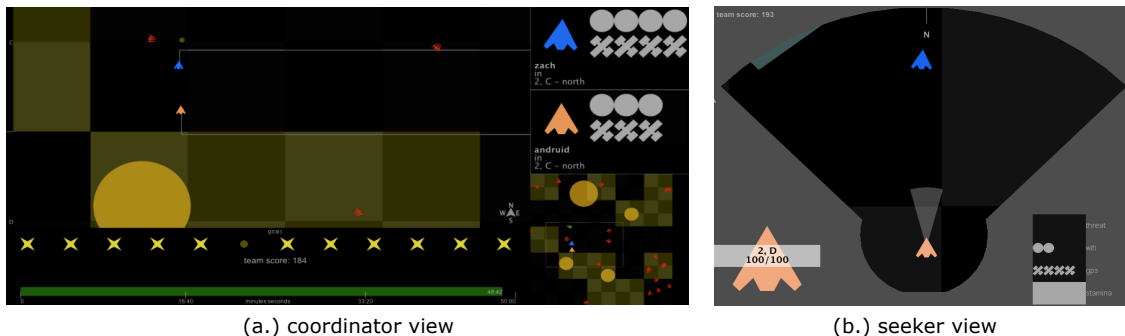 C
D
zach
in
2, C – north
andruid
in
2, C – north
N
W E
S
goals
team score: 184
49:42
0
16:40
minutes:seconds
33:20
50:00
(a.) coordinator view
team score: 193
N
2, D
100/100
threat
wifi
gps
stamina
(b.) seeker view